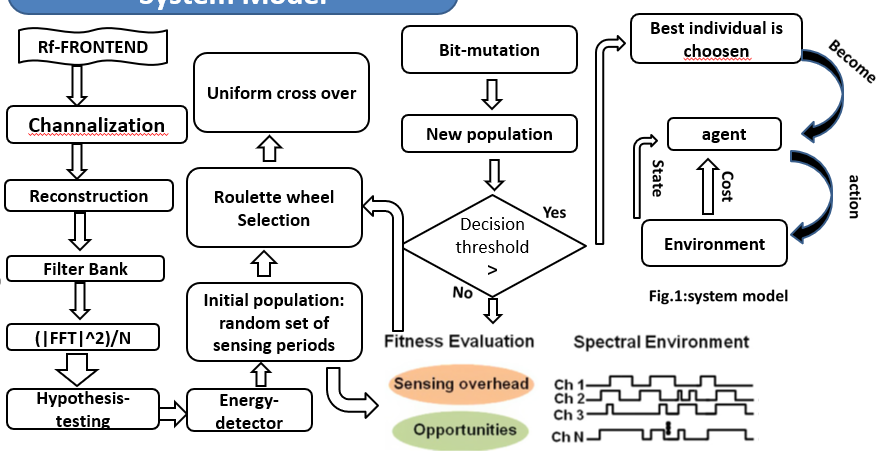 System Model
Rf-FRONTEND
Channalization
Reconstruction
Filter Bank
(|FFT|^2)/N
Hypothesis-
testing
Energy-
detector
Initial population:
random set of
sensing periods
Roulette wheel
Selection
Uniform cross over
Bit-mutation
New population
Decision
threshold
>
Yes
No
Fitness Evaluation
Sensing overhead
Opportunities
Spectral Environment
Ch 1
Ch 2
Ch 3
Ch N
Best individual is
choosen
Become
agent
action
State
Cost
Environment
Fig.1:system model